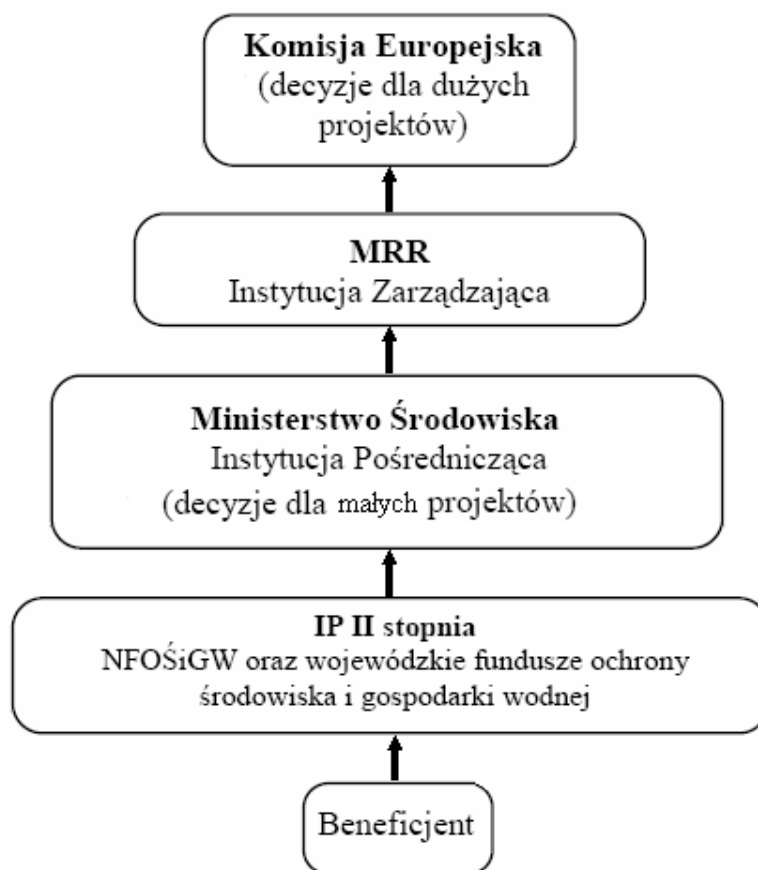 Komisja Europejska
(decyzje dla dużych
projektów)
MRR
Instytucja Zarządzająca
Ministerstwo Środowiska
Instytucja Pośrednicząca
(decyzje dla małych projektów)
IP II stopnia
NFOŚiGW oraz wojewódzkie fundusze ochrony
środowiska i gospodarki wodnej
Beneficjent